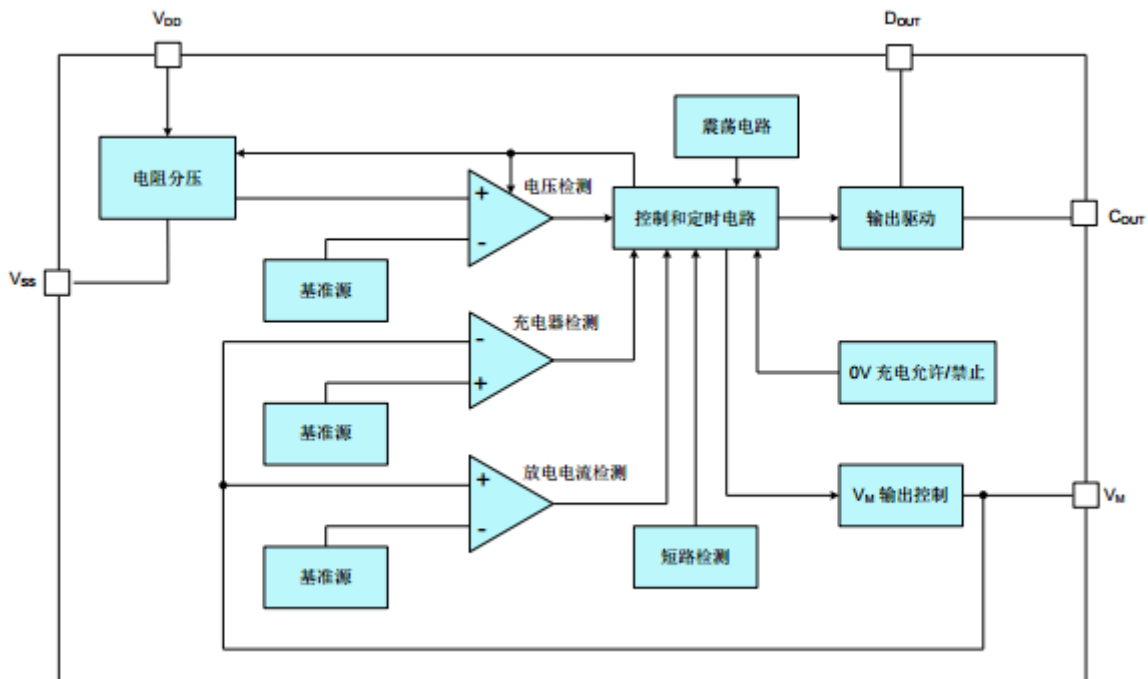 VDD
DOUT
震荡电路
电阻分压
+
电压检测
-
控制和定时电路
输出驱动
COUT
VSS
基准源
充电器检测
-
+
0V 充电允许/禁止
基准源
放电电流检测
+
-
VM 输出控制
VM
短路检测
基准源